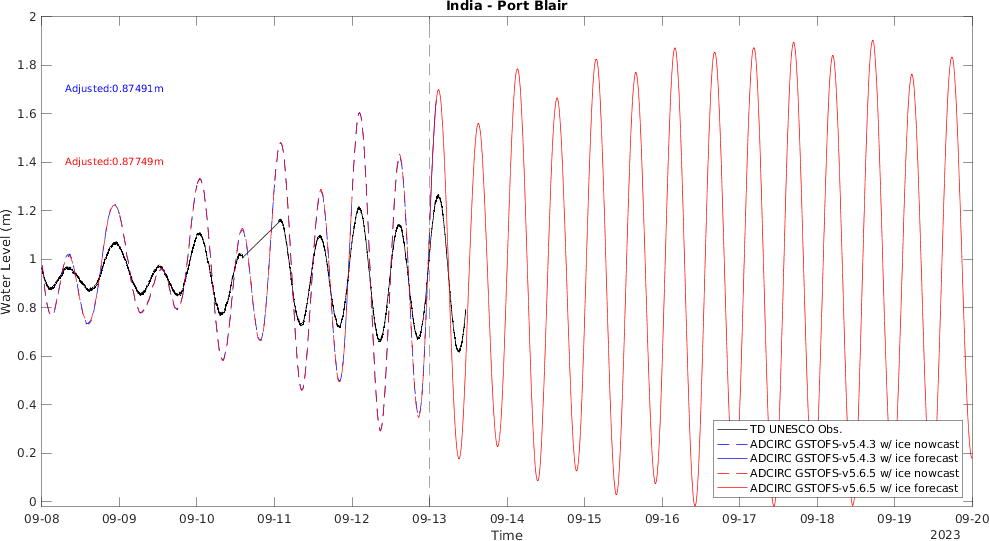 India - Port Blair
2
1.8
1.6
1.4
1.2
1
0.8
0.6
0.4
0.2
0
Water Level (m)
Adjusted:0.87491m
Adjusted:0.87749m
TD UNESCO Obs.
ADCIRC GSTOFS-v5.4.3 w/ ice nowcast
ADCIRC GSTOFS-v5.4.3 w/ ice forecast
ADCIRC GSTOFS-v5.6.5 w/ ice nowcast
ADCIRC GSTOFS-v5.6.5 w/ ice forecast
09-08 09-09 09-10 09-11 09-12 09-13 09-14 09-15 09-16 09-17 09-18 09-19 09-20
Time
2023